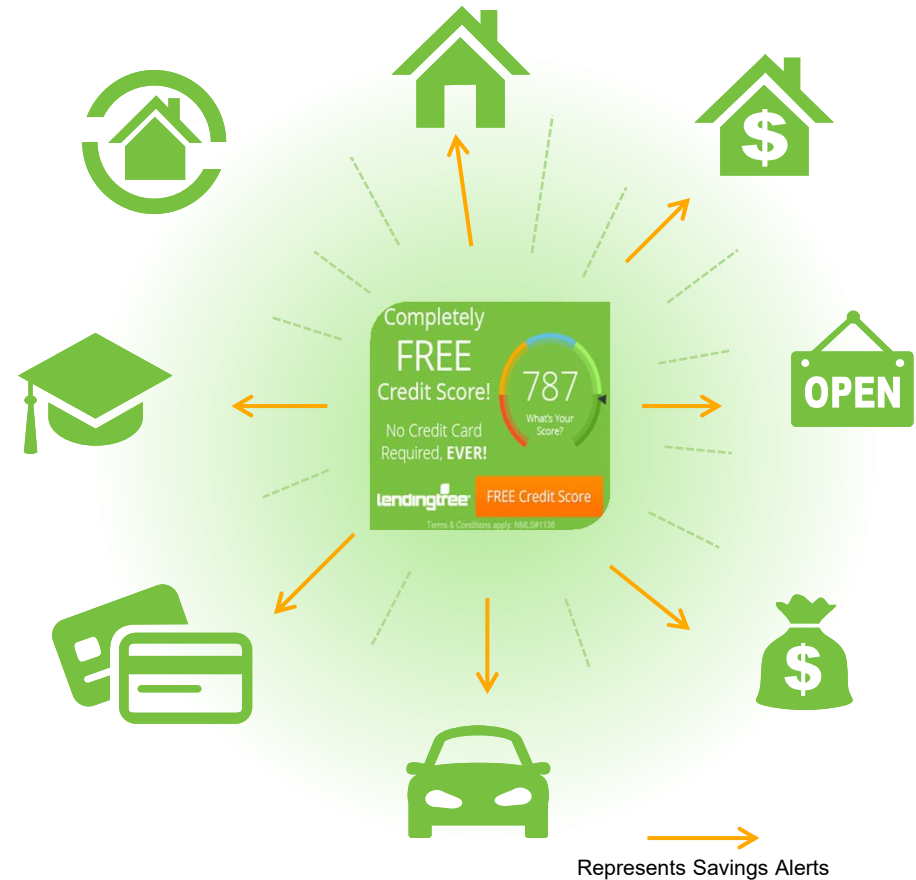 $
Completely
FREE
Credit Score!
787
What's Your
Score?
No Credit Card
Required, EVER!
lendingtree
FREE Credit Score
Terms & Conditions apply. NMLS#1138
OPEN
$
Represents Savings Alerts